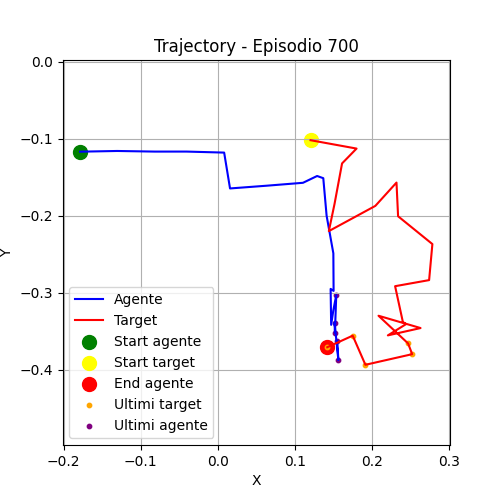 Trajectory - Episodio 700
0.0
−0.1
−0.2
−0.3
−0.4
Y
Agente
Target
Start agente
Start target
End agente
Ultimi target
Ultimi agente
−0.2 −0.1 0.0 0.1 0.2 0.3
X